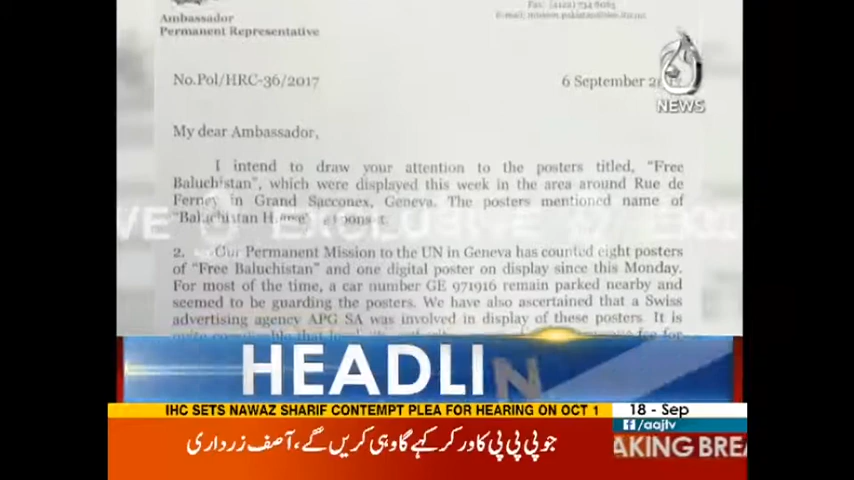 Ambassador
Permanent Representative
No.Pol/HRC-36/2017
6 September
My dear Ambassador,
I intend to draw your attention to the posters titled, "Free
Baluchistan", which were displayed this week in the area around Rue de
Ferney in Grand Sacconex, Geneva. The posters mentioned name of
"Baluchistan House"
2. Our Permanent Mission to the UN in Geneva has counted eight posters
of "Free Baluchistan" and one digital poster on display since this Monday.
For most of the time, a car number GE 971916 remain parked nearby and
seemed to be guarding the posters. We have also ascertained that a Swiss
advertising agency APG SA was involved in display of these posters. It is
NEWS
EXCLUSIVE
HEADLIN
IHC SETS NAWAZ SHARIF CONTEMPT PLEA FOR HEARING ON OCT 1
18 - Sep
/aajtv
جو پی پی پی کا ورکر کہے گا وہی کریں گے، آصف زرداری
AKING BREA